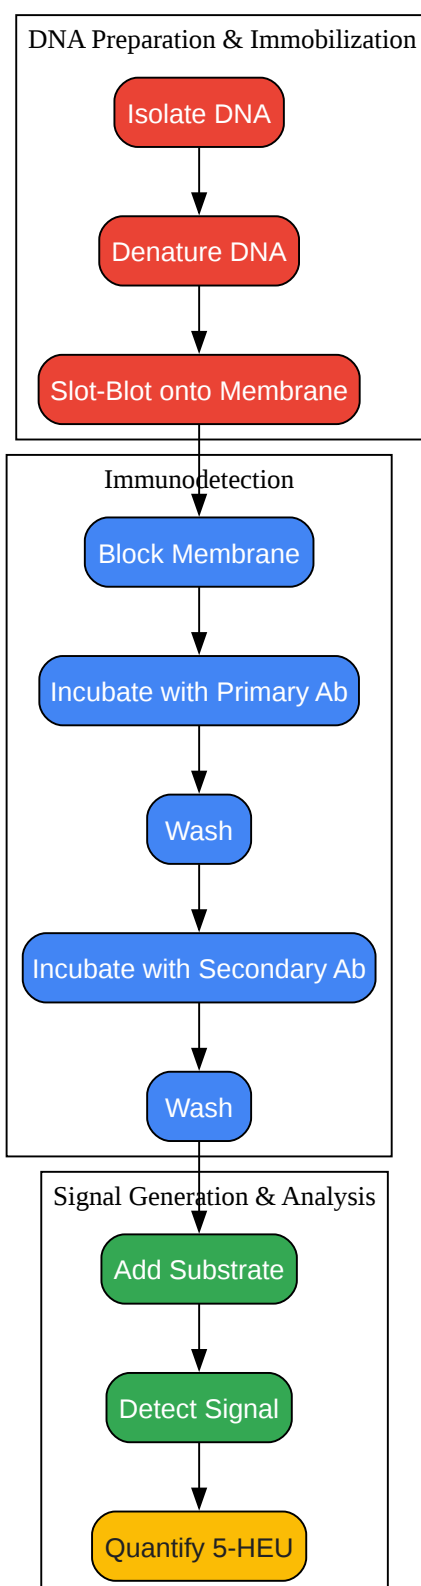 DNA Preparation & Immobilization
Isolate DNA
Denature DNA
Slot-Blot onto Membrane
Immunodetection
Block Membrane
Incubate with Primary Ab
Wash
Incubate with Secondary Ab
Wash
Signal Generation & Analysis
Add Substrate
Detect Signal
Quantify 5-HEU